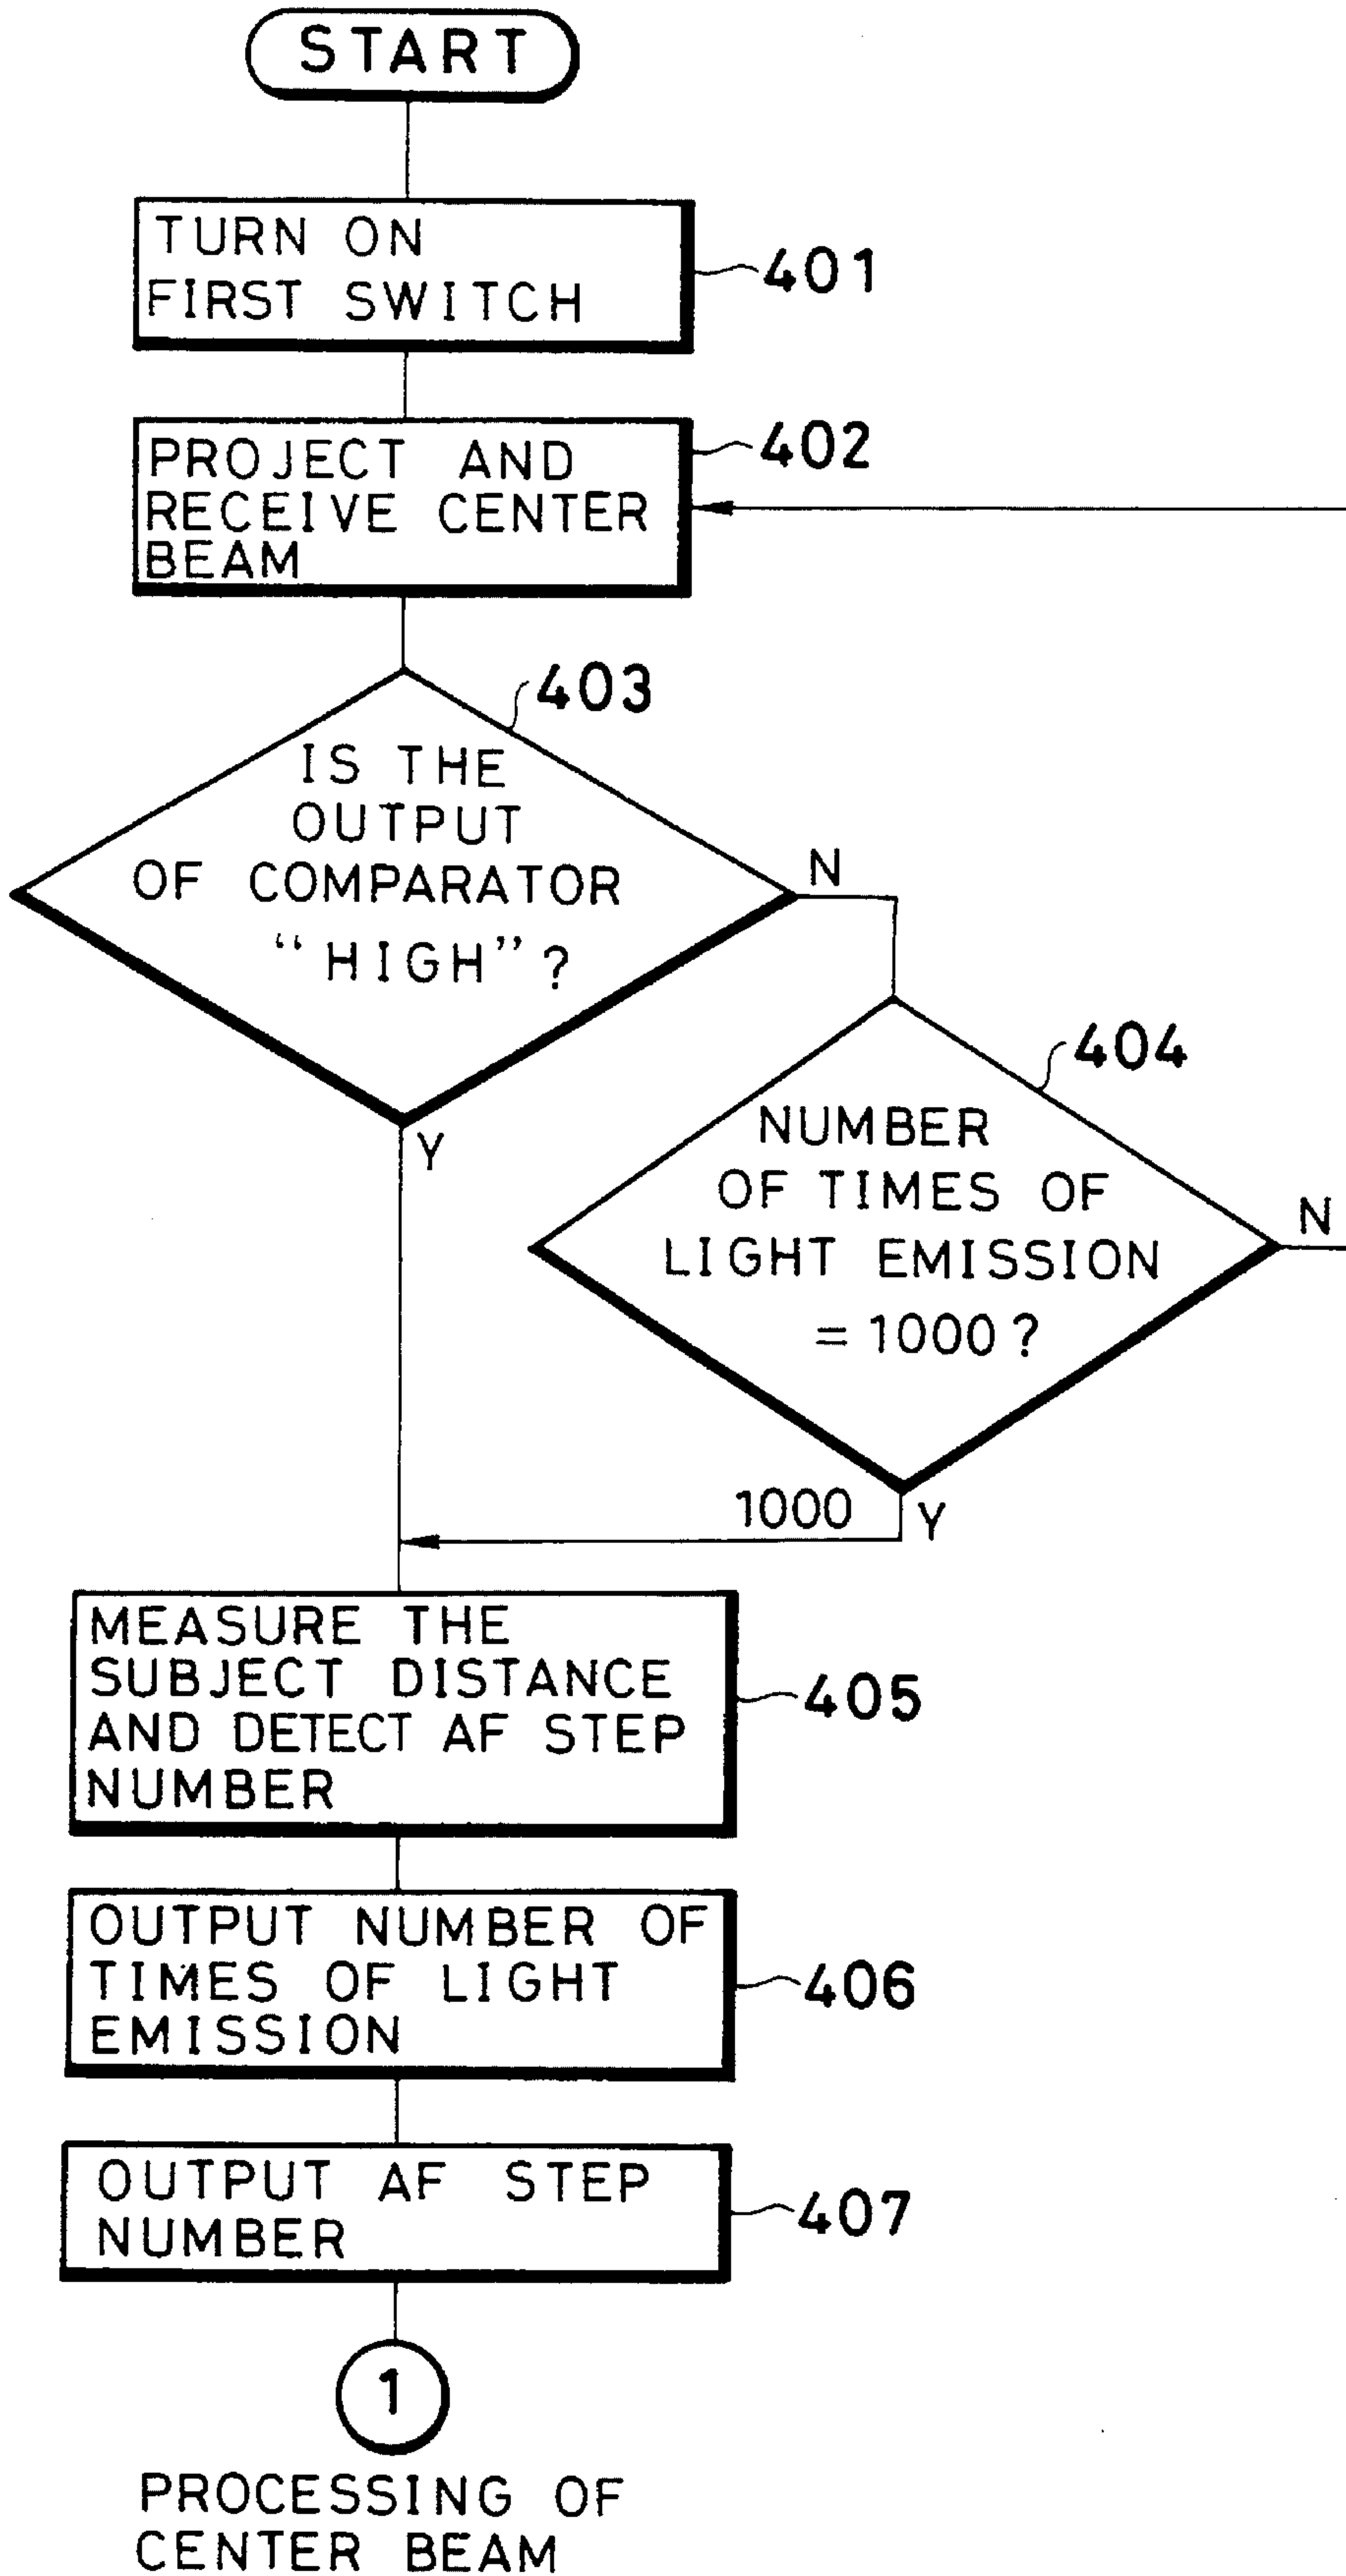 START
TURN ON
FIRST SWITCH
401
PROJECT AND
RECEIVE CENTER
BEAM
402
403
IS THE
OUTPUT
OF COMPARATOR
“HIGH”?
N
Y
404
NUMBER
OF TIMES OF
LIGHT EMISSION
=1000?
N
1000
Y
MEASURE THE
SUBJECT DISTANCE
AND DETECT AF STEP
NUMBER
405
OUTPUT NUMBER OF
TIMES OF LIGHT
EMISSION
406
OUTPUT AF STEP
NUMBER
407
1
PROCESSING OF
CENTER BEAM